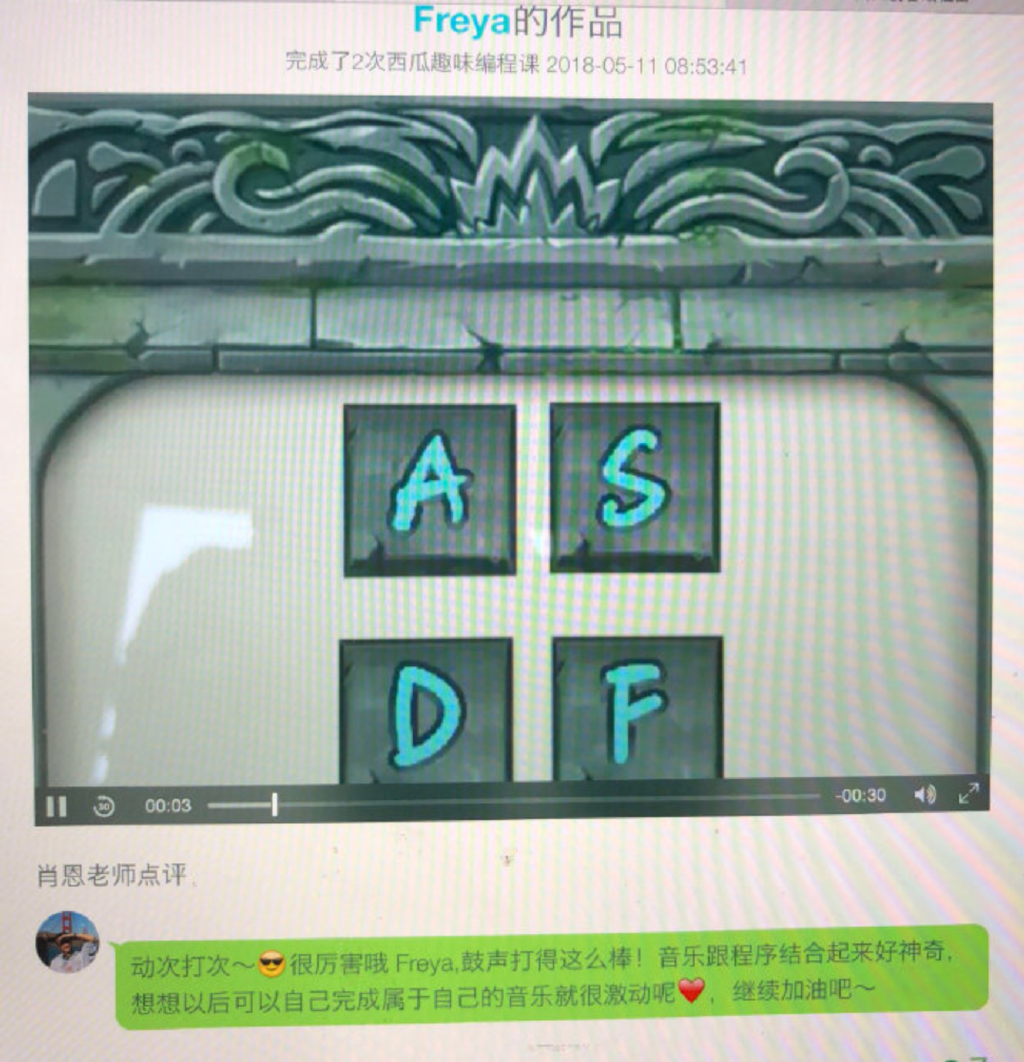 Freya的作品
完成了2次西瓜趣味编程课 2018-05-11 08:53:41
A S
D F
30 00:03 -00:30
肖恩老师点评
动次打次～😎很厉害哦 Freya,鼓声打得这么棒！音乐跟程序结合起来好神奇,
想想以后可以自己完成属于自己的音乐就很激动呢❤️，继续加油吧～